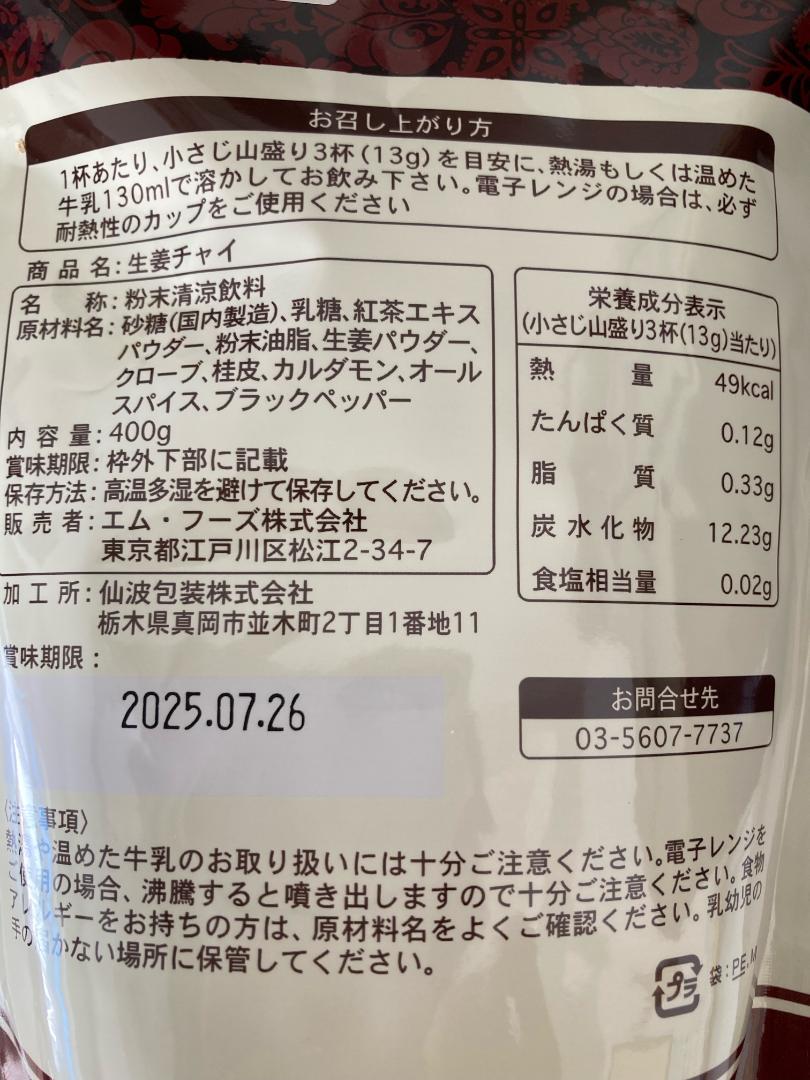 お召し上がり方
1杯あたり、小さじ山盛り3杯(13g)を目安に、熱湯もしくは温めた
牛乳130mlで溶かしてお飲み下さい。電子レンジの場合は、必ず
耐熱性のカップをご使用ください
商品名:生姜チャイ
名 称:粉末清涼飲料
原材料名:砂糖(国内製造)、乳糖、紅茶エキス
パウダー、粉末油脂、生姜パウダー、
クローブ、桂皮、カルダモン、オール
スパイス、ブラックペッパー
内容量:400g
賞味期限:枠外下部に記載
保存方法:高温多湿を避けて保存してください。
販売者:エム・フーズ株式会社
東京都江戸川区松江2-34-7
加工所:仙波包装株式会社
栃木県真岡市並木町2丁目1番地11
賞味期限:
2025.07.26
栄養成分表示
(小さじ山盛り3杯(13g)当たり)
熱量 49kcal
たんぱく質 0.12g
脂質 0.33g
炭水化物 12.23g
食塩相当量 0.02g
お問合せ先
03-5607-7737
〈注意事項〉
熱湯や温めた牛乳のお取り扱いには十分ご注意ください。電子レンジを
ご使用の場合、沸騰すると噴き出しますので十分ご注意ください。食物
アレルギーをお持ちの方は、原材料名をよくご確認ください。乳幼児の
手の届かない場所に保管してください。
プラ
袋:PE,M